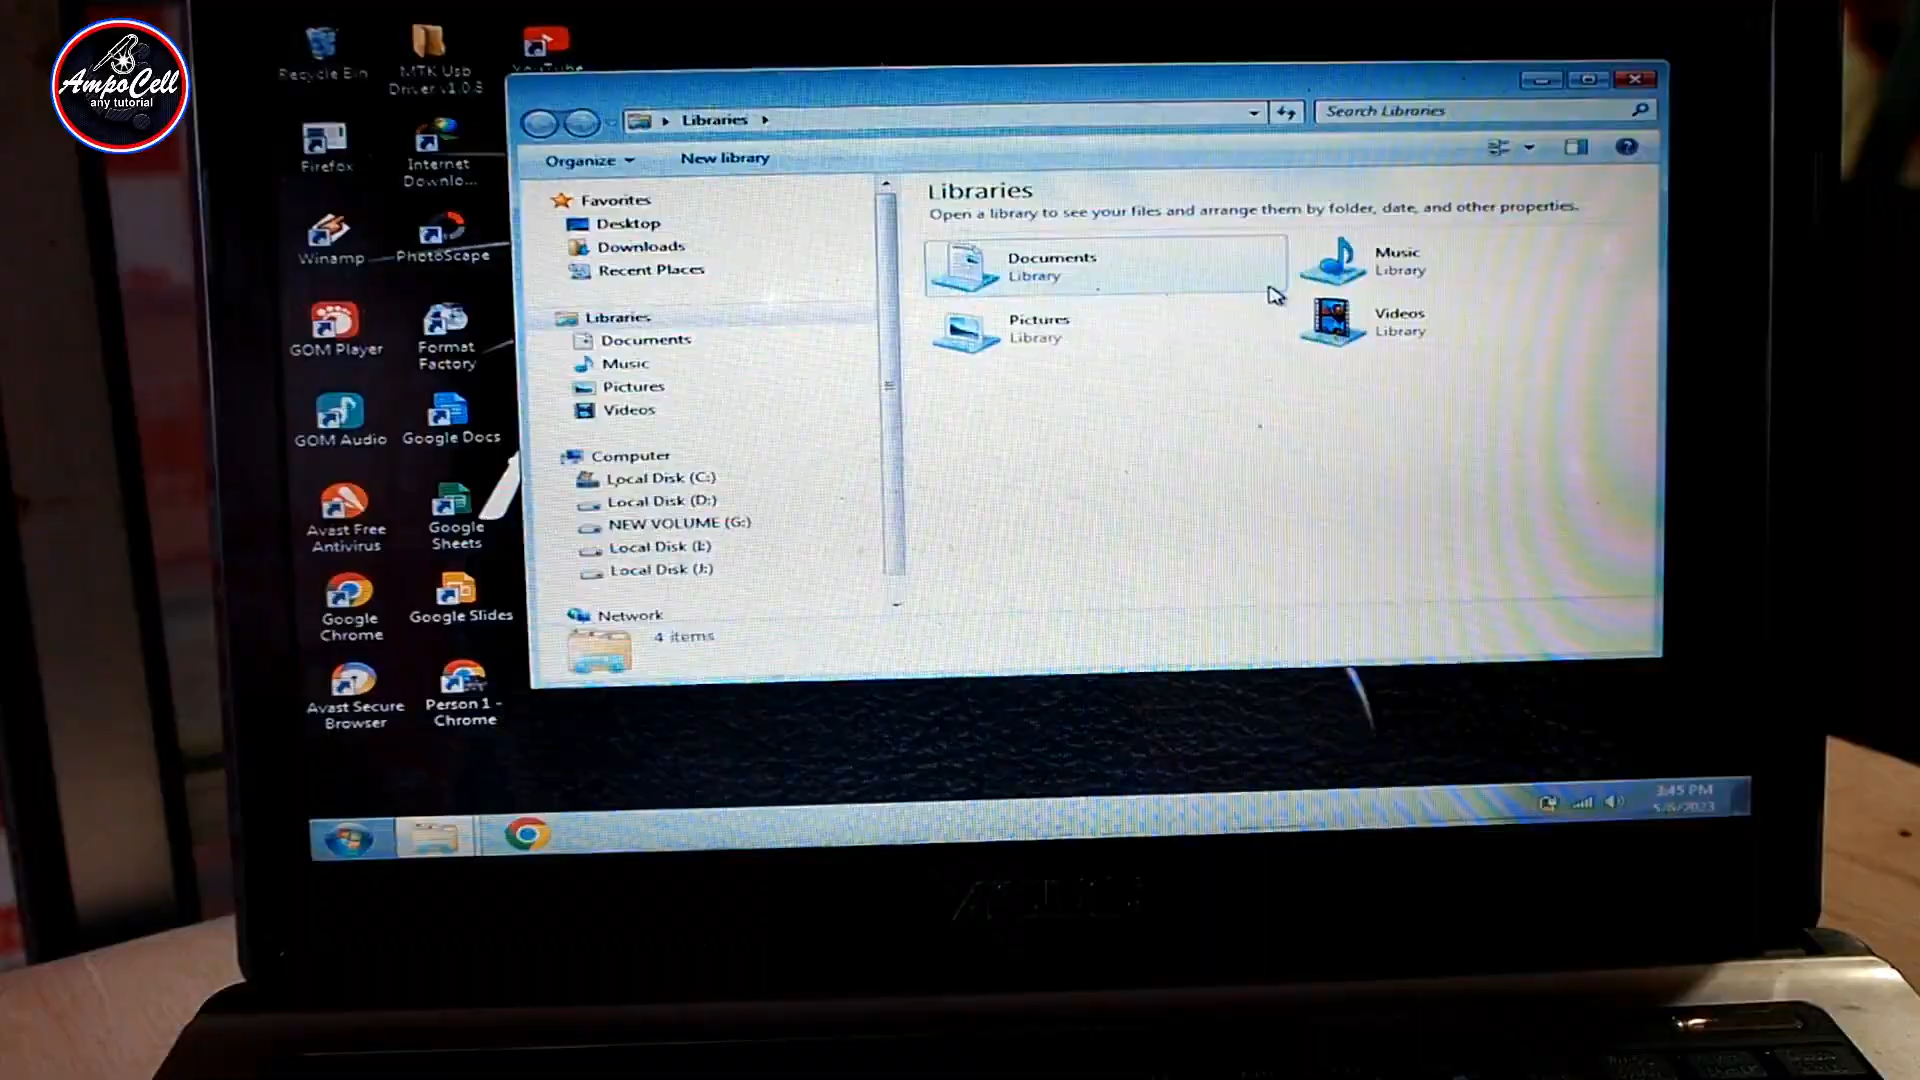 AmpoCell
any tutorial
Recycle Bin
MTK Usb
Driver v1.0.8
YouTube
Firefox
Internet
Downlo...
Winamp
PhotoScape
GOM Player
Format
Factory
GOM Audio
Google Docs
Avast Free
Antivirus
Google
Sheets
Google
Chrome
Google Slides
Avast Secure
Browser
Person 1 -
Chrome
Libraries
Search Libraries
Organize
New library
Favorites
Desktop
Downloads
Recent Places
Libraries
Documents
Music
Pictures
Videos
Computer
Local Disk (C:)
Local Disk (D:)
NEW VOLUME (G:)
Local Disk (I:)
Local Disk (J:)
Network
4 items
Libraries
Open a library to see your files and arrange them by folder, date, and other properties.
Documents
Library
Music
Library
Pictures
Library
Videos
Library
3:45 PM
5/6/2023